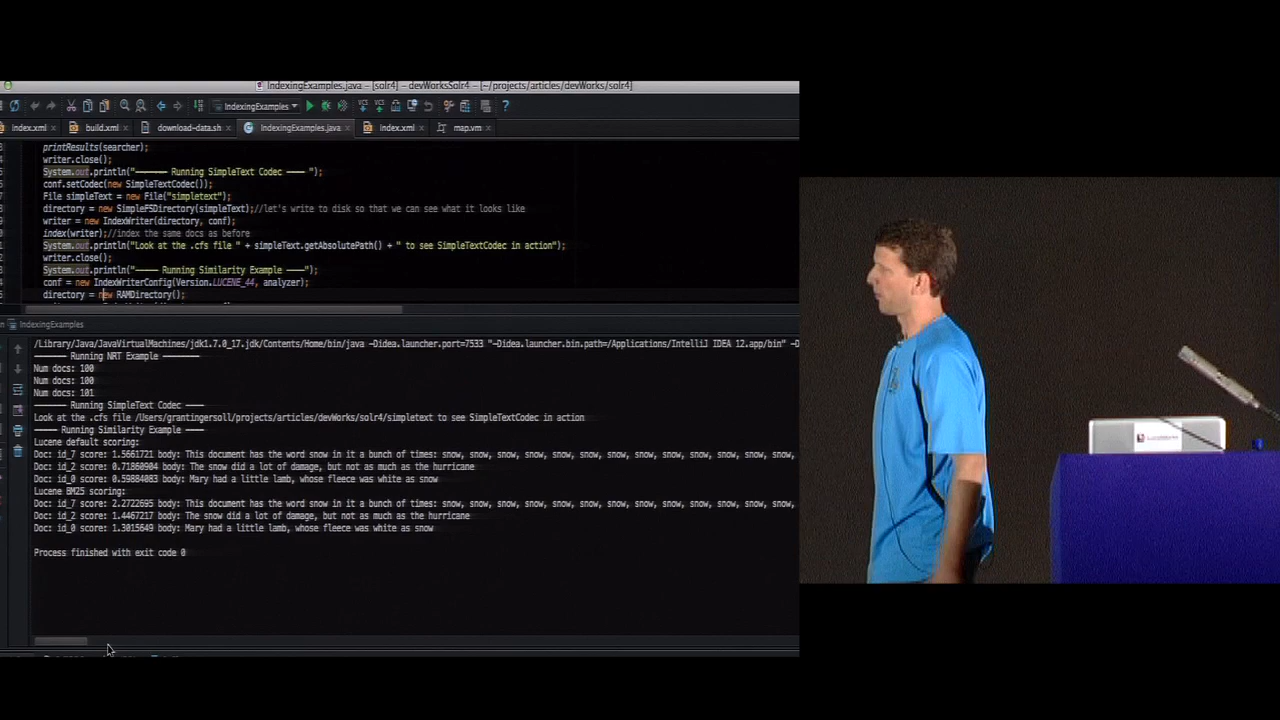 IndexingExamples.java – [solr4] – devWorksSolr4 – [~/projects/articles/devWorks/solr4]
IndexingExamples
index.xml build.xml download-data.sh IndexingExamples.java index.xml map.vm
printResults(searcher);
writer.close();
System.out.println("——— Running SimpleText Codec —— ");
conf.setCodec(new SimpleTextCodec());
File simpleText = new File("simpletext");
directory = new SimpleFSDirectory(simpleText);//let's write to disk so that we can see what it looks like
writer = new IndexWriter(directory, conf);
index(writer);//index the same docs as before
System.out.println("Look at the .cfs file " + simpleText.getAbsolutePath() + " to see SimpleTextCodec in action");
writer.close();
System.out.println("—— Running Similarity Example ——");
conf = new IndexWriterConfig(Version.LUCENE_44, analyzer);
directory = new RAMDirectory();
IndexingExamples
/Library/Java/JavaVirtualMachines/jdk1.7.0_17.jdk/Contents/Home/bin/java -Didea.launcher.port=7533 "-Didea.launcher.bin.path=/Applications/IntelliJ IDEA 12.app/bin" -D
——— Running NRT Example ———
Num docs: 100
Num docs: 100
Num docs: 101
——— Running SimpleText Codec ——
Look at the .cfs file /Users/grantingersoll/projects/articles/devWorks/solr4/simpletext to see SimpleTextCodec in action
—— Running Similarity Example ——
Lucene default scoring:
Doc: id_7 score: 1.5661721 body: This document has the word snow in it a bunch of times: snow, snow, snow, snow, snow, snow, snow, snow, snow, snow, snow, snow, snow,
Doc: id_2 score: 0.71860904 body: The snow did a lot of damage, but not as much as the hurricane
Doc: id_0 score: 0.59884083 body: Mary had a little lamb, whose fleece was white as snow
Lucene BM25 scoring:
Doc: id_7 score: 2.2722695 body: This document has the word snow in it a bunch of times: snow, snow, snow, snow, snow, snow, snow, snow, snow, snow, snow, snow, snow,
Doc: id_2 score: 1.4467217 body: The snow did a lot of damage, but not as much as the hurricane
Doc: id_0 score: 1.3015649 body: Mary had a little lamb, whose fleece was white as snow
Process finished with exit code 0